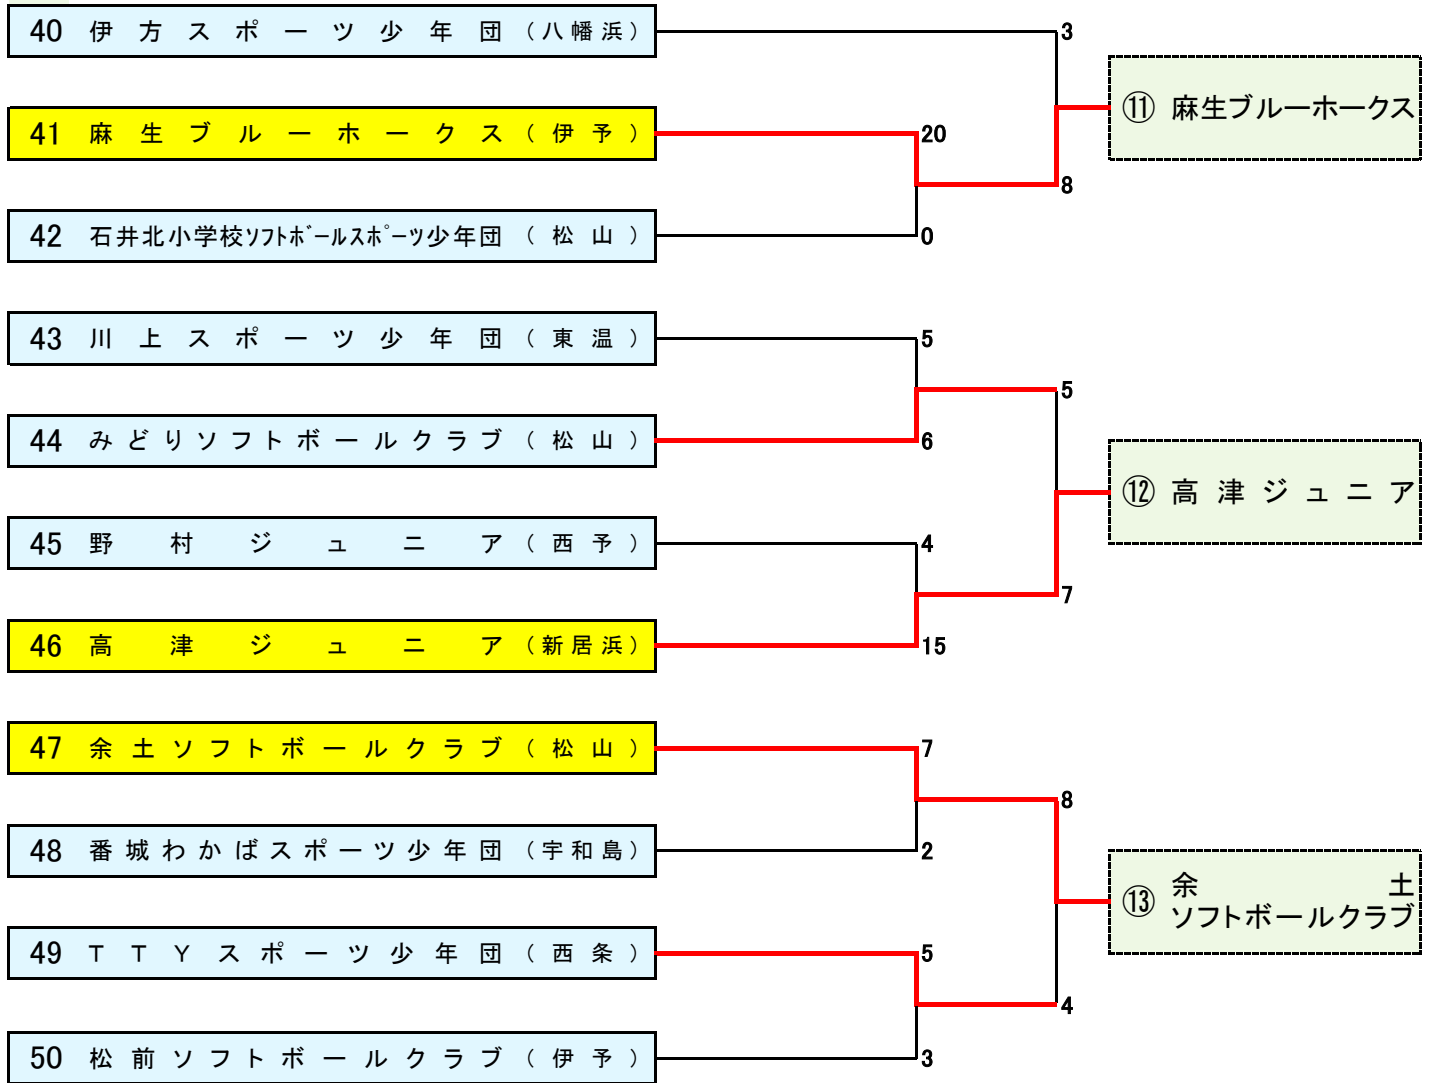 40 伊方スポーツ少年団（八幡浜）
3
⑪ 麻生ブルーホークス
41 麻生ブルーホークス（伊予）
20
8
42 石井北小学校ｿﾌﾄﾎﾞｰﾙｽﾎﾟｰﾂ少年団（松山）
0
43 川上スポーツ少年団（東温）
5
5
44 みどりソフトボールクラブ（松山）
6
⑫ 高津ジュニア
45 野村ジュニア（西予）
4
7
46 高津ジュニア（新居浜）
15
47 余土ソフトボールクラブ（松山）
7
8
48 番城わかばスポーツ少年団（宇和島）
2
⑬ 余土
ソフトボールクラブ
49 ＴＴＹスポーツ少年団（西条）
5
4
50 松前ソフトボールクラブ（伊予）
3